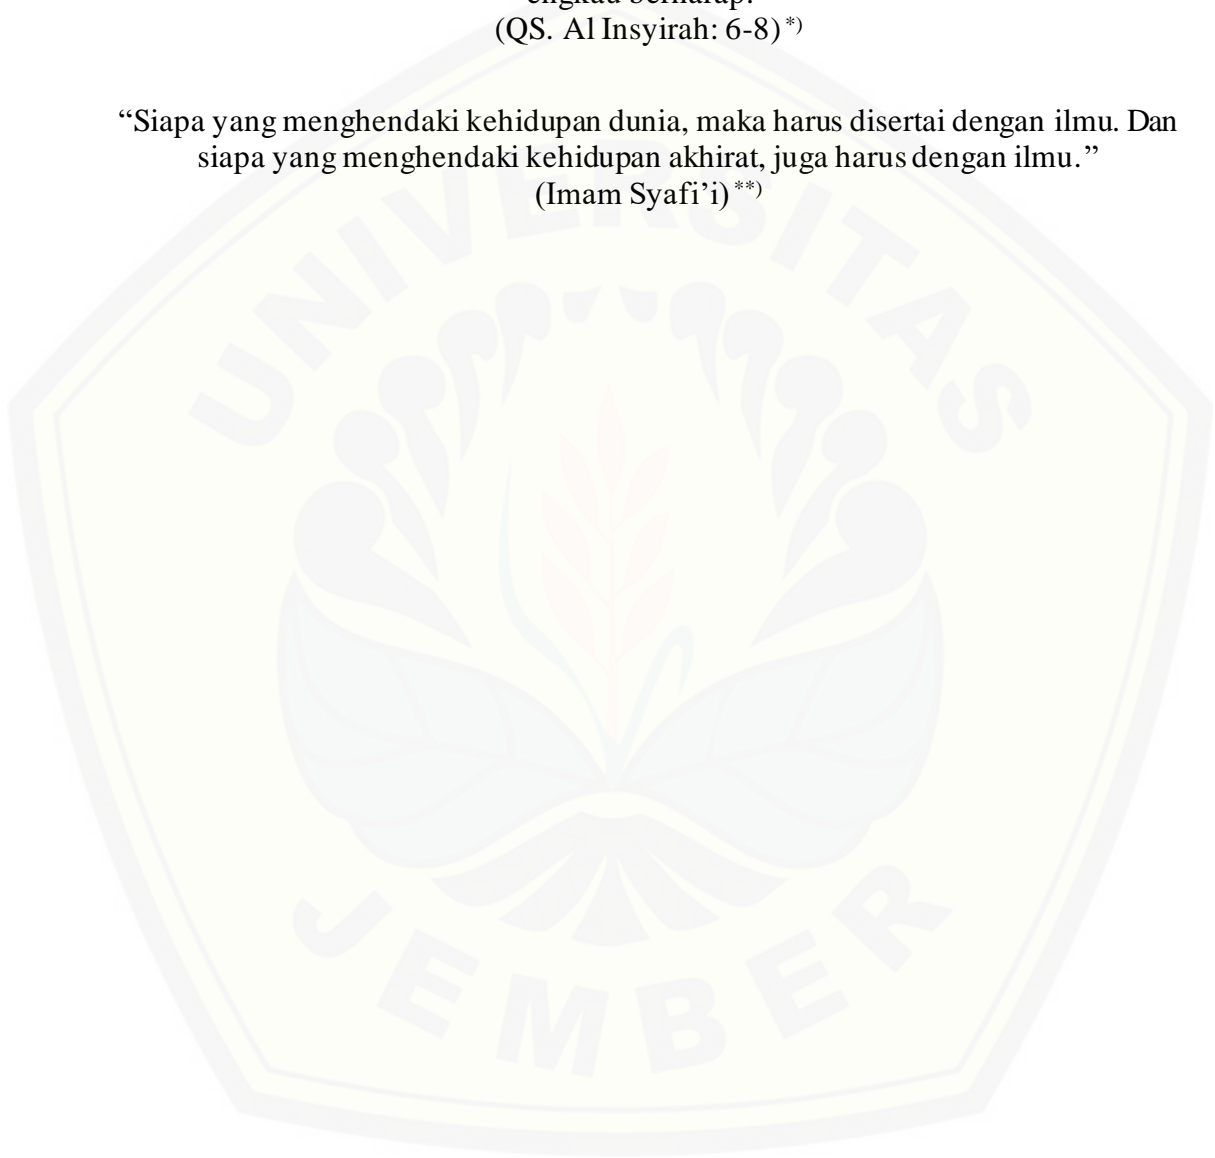 engkau berharap.
(QS. Al Insyirah: 6-8) *)
“Siapa yang menghendaki kehidupan dunia, maka harus disertai dengan ilmu. Dan
siapa yang menghendaki kehidupan akhirat, juga harus dengan ilmu.”
(Imam Syafi’i) **)
UNIVERSITAS
JEMBER